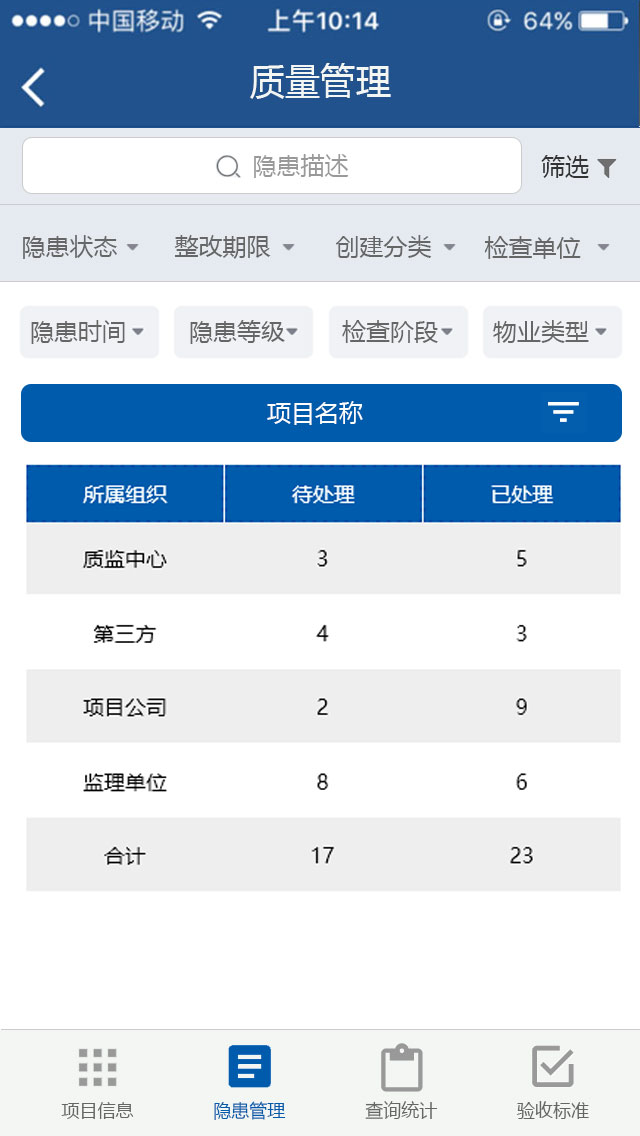 中国移动 上午10:14 64%
质量管理
隐患描述 筛选
隐患状态 整改期限 创建分类 检查单位
隐患时间 隐患等级 检查阶段 物业类型
项目名称
所属组织 待处理 已处理
质监中心 3 5
第三方 4 3
项目公司 2 9
监理单位 8 6
合计 17 23
项目信息 隐患管理 查询统计 验收标准